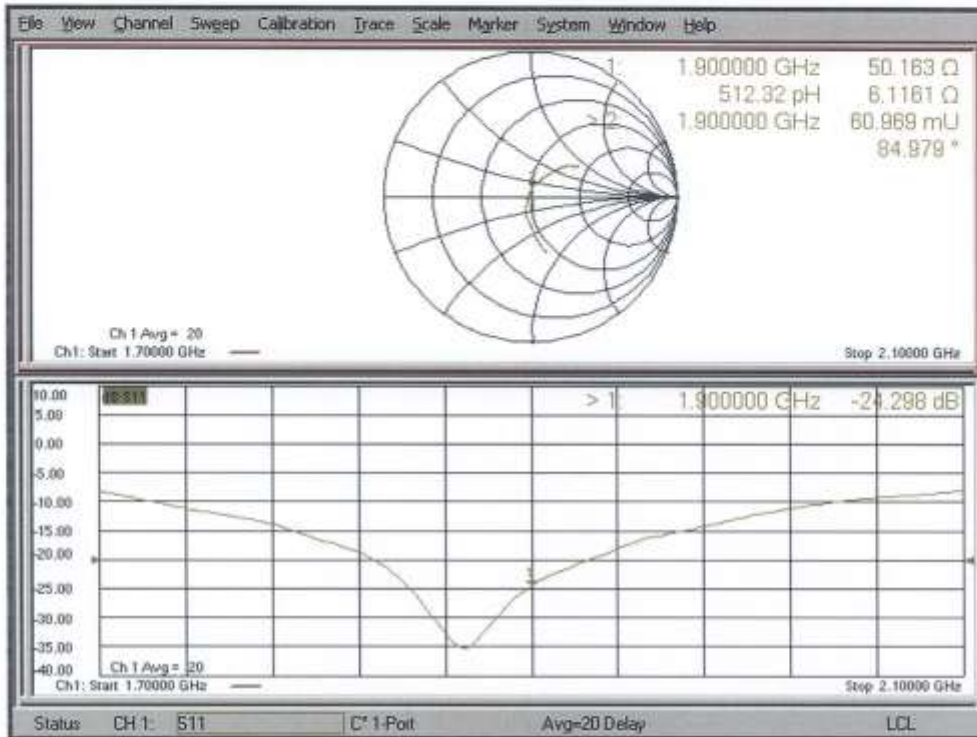 File View Channel Sweep Calibration Trace Scale Marker System Window Help
1: 1.900000 GHz 50.163 Ω
512.32 pH 6.1161 Ω
> 2: 1.900000 GHz 60.969 mU
84.979 °
Ch 1 Avg = 20
Ch1: Start 1.70000 GHz
Stop 2.10000 GHz
10.00
dB S11
> 1: 1.900000 GHz -24.298 dB
5.00
0.00
-5.00
-10.00
-15.00
-20.00
-25.00
1
-30.00
-35.00
-40.00
Ch 1 Avg = 20
Ch1: Start 1.70000 GHz
Stop 2.10000 GHz
Status CH 1: S11 C* 1-Port Avg=20 Delay LCL